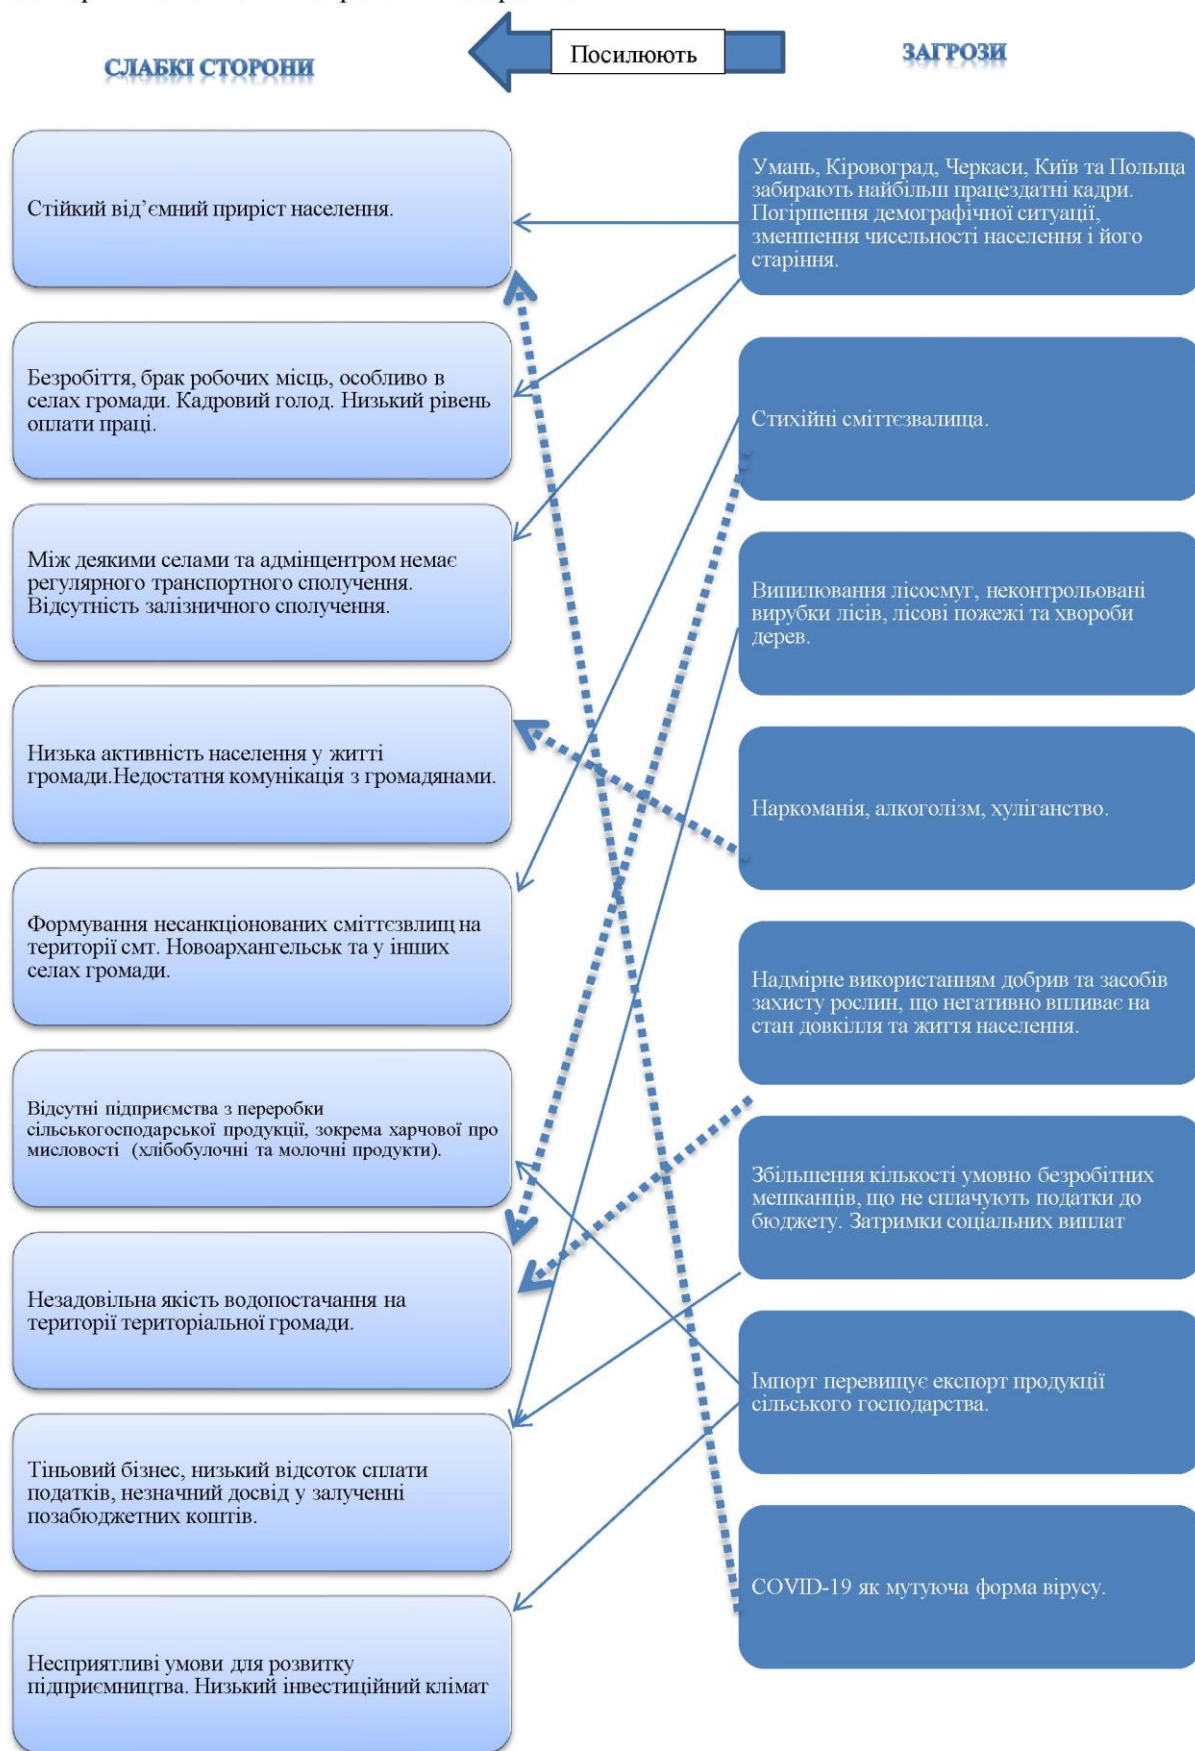 СЛАБКІ СТОРОНИ
Посилюють
ЗАГРОЗИ
Стійкий від’ємний приріст населення.
Безробіття, брак робочих місць, особливо в
селах громади. Кадровий голод. Низький рівень
оплати праці.
Між деякими селами та адмінцентром немає
регулярного транспортного сполучення.
Відсутність залізничного сполучення.
Низька активність населення у житті
громади.Недостатня комунікація з громадянами.
Формування несанкціонованих сміттєзвлищ на
території смт. Новоархангельськ та у інших
селах громади.
Відсутні підприємства з переробки
сільськогосподарської продукції, зокрема харчової про
мисловості (хлібобулочні та молочні продукти).
Незадовільна якість водопостачання на
території територіальної громади.
Тіньовий бізнес, низький відсоток сплати
податків, незначний досвід у залученні
позабюджетних коштів.
Несприятливі умови для розвитку
підприємництва. Низький інвестиційний клімат
Умань, Кіровоград, Черкаси, Київ та Польща
забирають найбільш працездатні кадри.
Погіршення демографічної ситуації,
зменшення чисельності населення і його
старіння.
Стихійні сміттєзвалища.
Випилювання лісосмуг, неконтрольовані
вирубки лісів, лісові пожежі та хвороби
дерев.
Наркоманія, алкоголізм, хуліганство.
Надмірне використанням добрив та засобів
захисту рослин, що негативно впливає на
стан довкілля та життя населення.
Збільшення кількості умовно безробітних
мешканців, що не сплачують податки до
бюджету. Затримки соціальних виплат
Імпорт перевищує експорт продукції
сільського господарства.
COVID-19 як мутуюча форма вірусу.